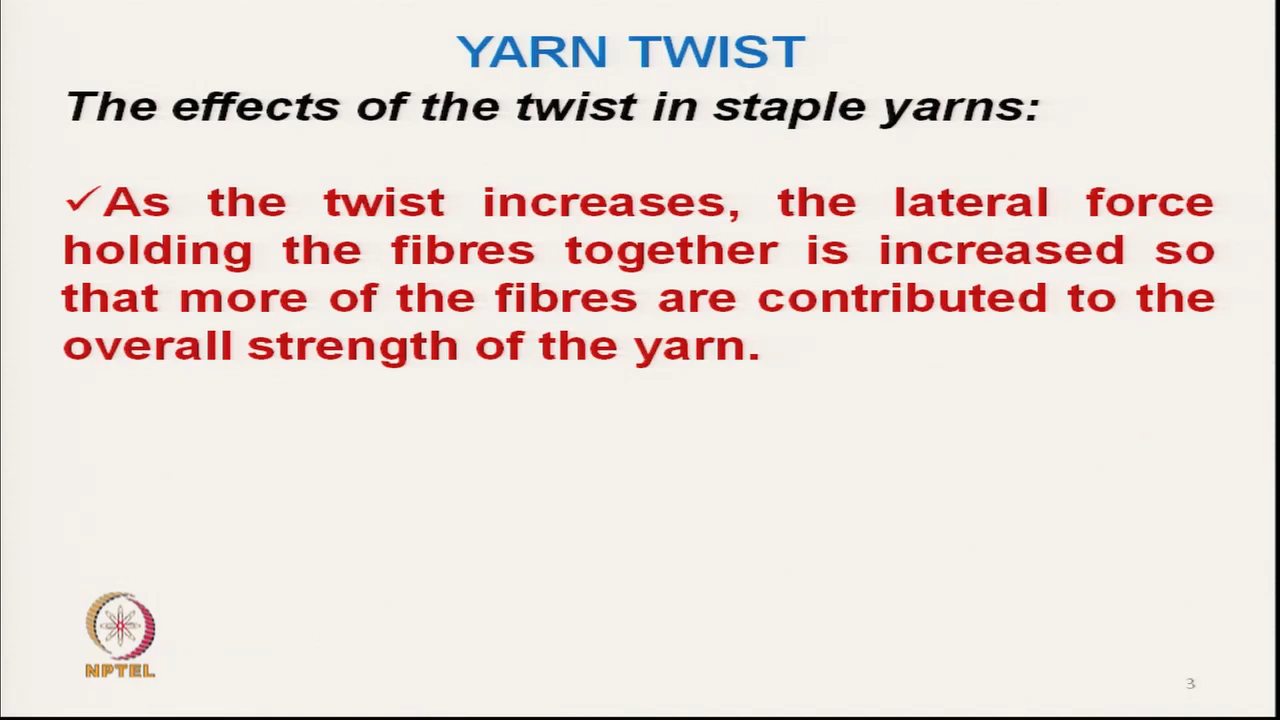 YARN TWIST
The effects of the twist in staple yarns:
✓As the twist increases, the lateral force
holding the fibres together is increased so
that more of the fibres are contributed to the
overall strength of the yarn.
NPTEL
3